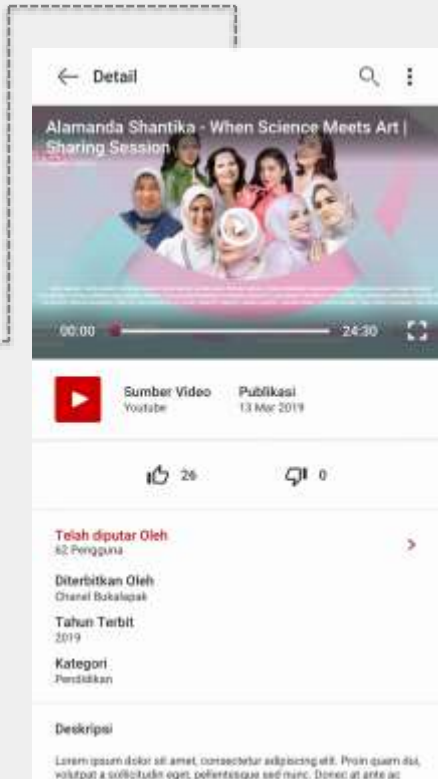 Detail
Alamanda Shantika - When Science Meets Art |
Sharing Session
00:00
24:30
Sumber Video
Publikasi
Youtube
13 Mar 2019
26
0
Telah diputar Oleh
62 Pengguna
Diterbitkan Oleh
Chanel Bukalapak
Tahun Terbit
2019
Kategori
Pendidikan
Deskripsi
Lorem ipsum dolor sit amet, consectetur adipiscing elit. Proin quam dui,
volutpat a sollicitudin eget, pellentesque sed nunc. Donec at ante ac